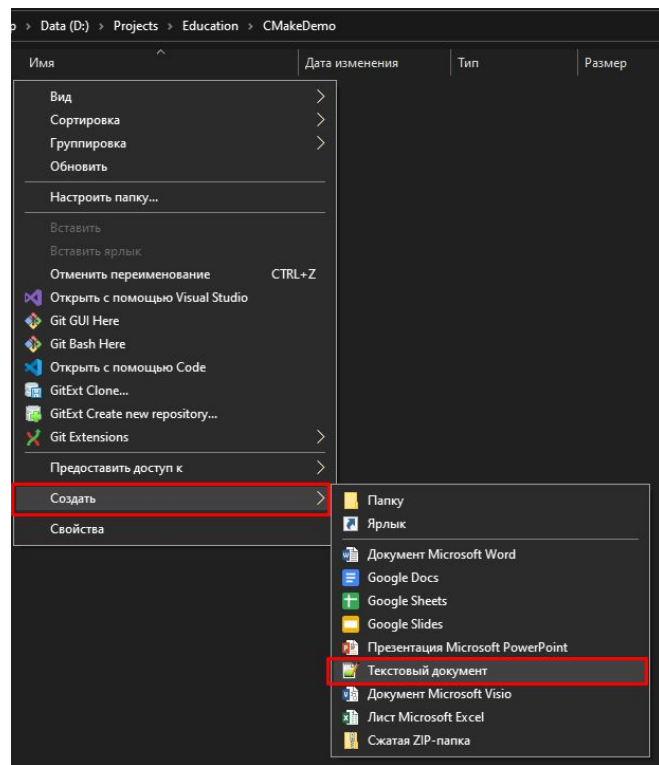 › Data (D:) › Projects › Education › CMakeDemo
Имя Дата изменения Тип Размер
Вид
Сортировка
Группировка
Обновить
Настроить папку...
Вставить
Вставить ярлык
Отменить переименование CTRL+Z
Открыть с помощью Visual Studio
Git GUI Here
Git Bash Here
Открыть с помощью Code
GitExt Clone...
GitExt Create new repository...
Git Extensions
Предоставить доступ к
Создать
Свойства
Папку
Ярлык
Документ Microsoft Word
Google Docs
Google Sheets
Google Slides
Презентация Microsoft PowerPoint
Текстовый документ
Документ Microsoft Visio
Лист Microsoft Excel
Сжатая ZIP-папка